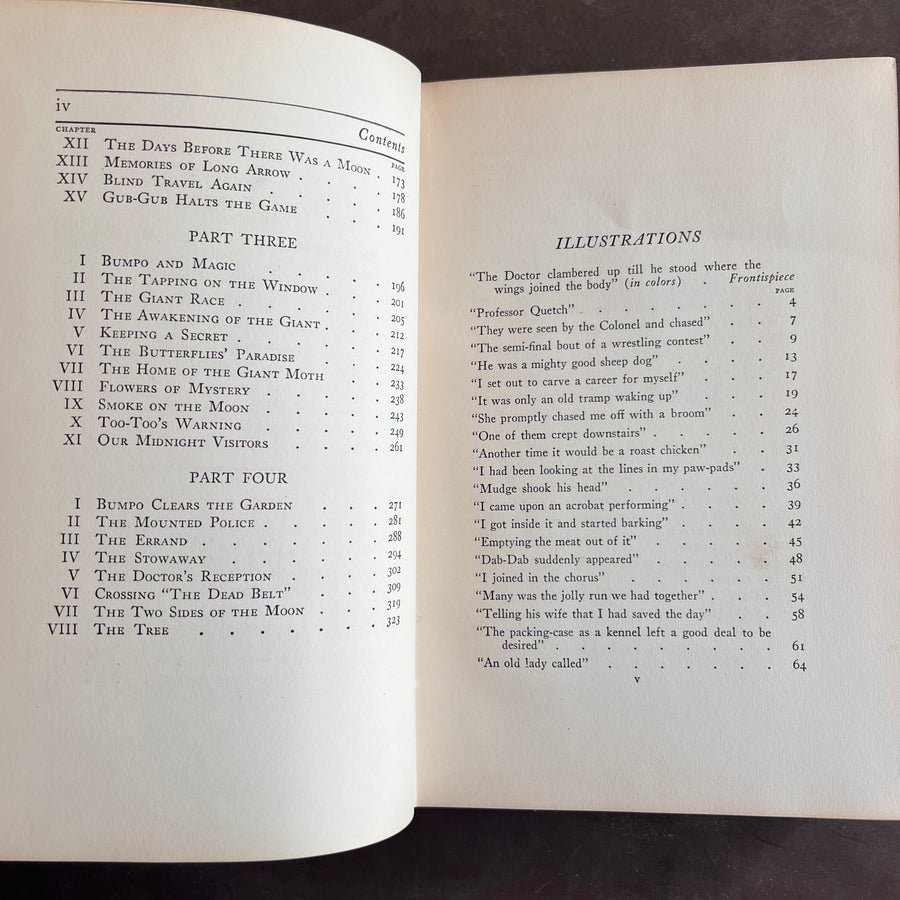 iv
Contents
CHAPTER PAGE
XII The Days Before There Was a Moon . 173
XIII Memories of Long Arrow . . . . 178
XIV Blind Travel Again . . . . 186
XV Gub-Gub Halts the Game . . . 191
PART THREE
I Bumpo and Magic . . . . 196
II The Tapping on the Window . . . 201
III The Giant Race . . . . . 205
IV The Awakening of the Giant . . . 212
V Keeping a Secret . . . . . 217
VI The Butterflies' Paradise . . . 224
VII The Home of the Giant Moth . . . 233
VIII Flowers of Mystery . . . . 238
IX Smoke on the Moon . . . . 243
X Too-Too's Warning . . . . 249
XI Our Midnight Visitors . . . . 261
PART FOUR
I Bumpo Clears the Garden . . . 271
II The Mounted Police . . . . 281
III The Errand . . . . . . 288
IV The Stowaway . . . . . 294
V The Doctor's Reception . . . . 302
VI Crossing "The Dead Belt" . . . 309
VII The Two Sides of the Moon . . . 319
VIII The Tree . . . . . . 323
ILLUSTRATIONS
"The Doctor clambered up till he stood where the
wings joined the body" (in colors) . Frontispiece
PAGE
"Professor Quetch" . . . . . . . 4
"They were seen by the Colonel and chased" . . 7
"The semi-final bout of a wrestling contest" . . 9
"He was a mighty good sheep dog" . . . . 13
"I set out to carve a career for myself" . . . 17
"It was only an old tramp waking up" . . . 19
"She promptly chased me off with a broom" . . 24
"One of them crept downstairs" . . . . . 26
"Another time it would be a roast chicken" . . 31
"I had been looking at the lines in my paw-pads" . 33
"Mudge shook his head" . . . . . . 36
"I came upon an acrobat performing" . . . . 39
"I got inside it and started barking" . . . . 42
"Emptying the meat out of it" . . . . . 45
"Dab-Dab suddenly appeared" . . . . . 48
"I joined in the chorus" . . . . . . 51
"Many was the jolly run we had together" . . . 54
"Telling his wife that I had saved the day" . . 58
"The packing-case as a kennel left a good deal to be
desired" . . . . . . . . 61
"An old lady called" . . . . . . 64
v